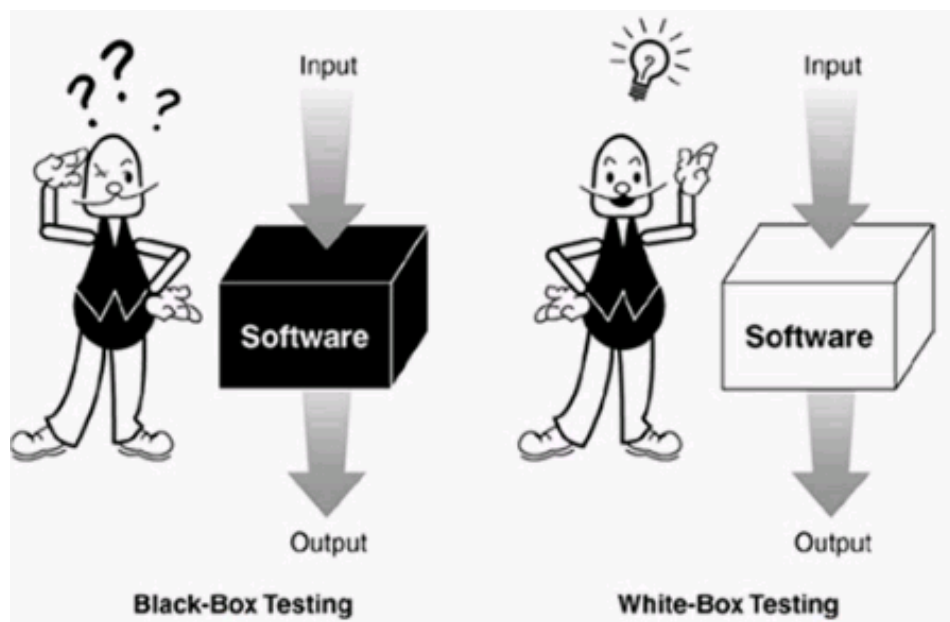 ? ? ?
Input
Software
Output
Black-Box Testing
Input
Software
Output
White-Box Testing